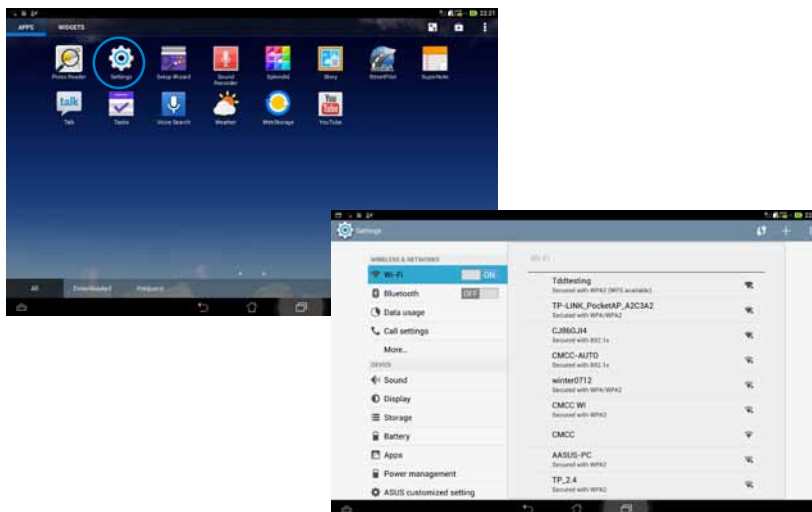 22:21
APPS WIDGETS
Press Reader Settings Setup Wizard Sound Recorder Splendid Story StreetPilot SuperNote
talk
You Tube
Talk Tasks Voice Search Weather WebStorage YouTube
All Downloaded Frequent
Settings
WIRELESS & NETWORKS
Wi-Fi ON
Bluetooth OFF
Data usage
Call settings
More...
DEVICE
Sound
Display
Storage
Battery
Apps
Power management
ASUS customized setting
Wi-Fi
Tddtesting
Secured with WPA2 (WPS available)
TP-LINK_PocketAP_A2C3A2
Secured with WPA/WPA2
CJ86GJI4
Secured with 802.1x
CMCC-AUTO
Secured with 802.1x
winter0712
Secured with WPA/WPA2
CMCC WI
Secured with WPA2
CMCC
AASUS-PC
Secured with WPA2
TP_2.4
Secured with WPA2